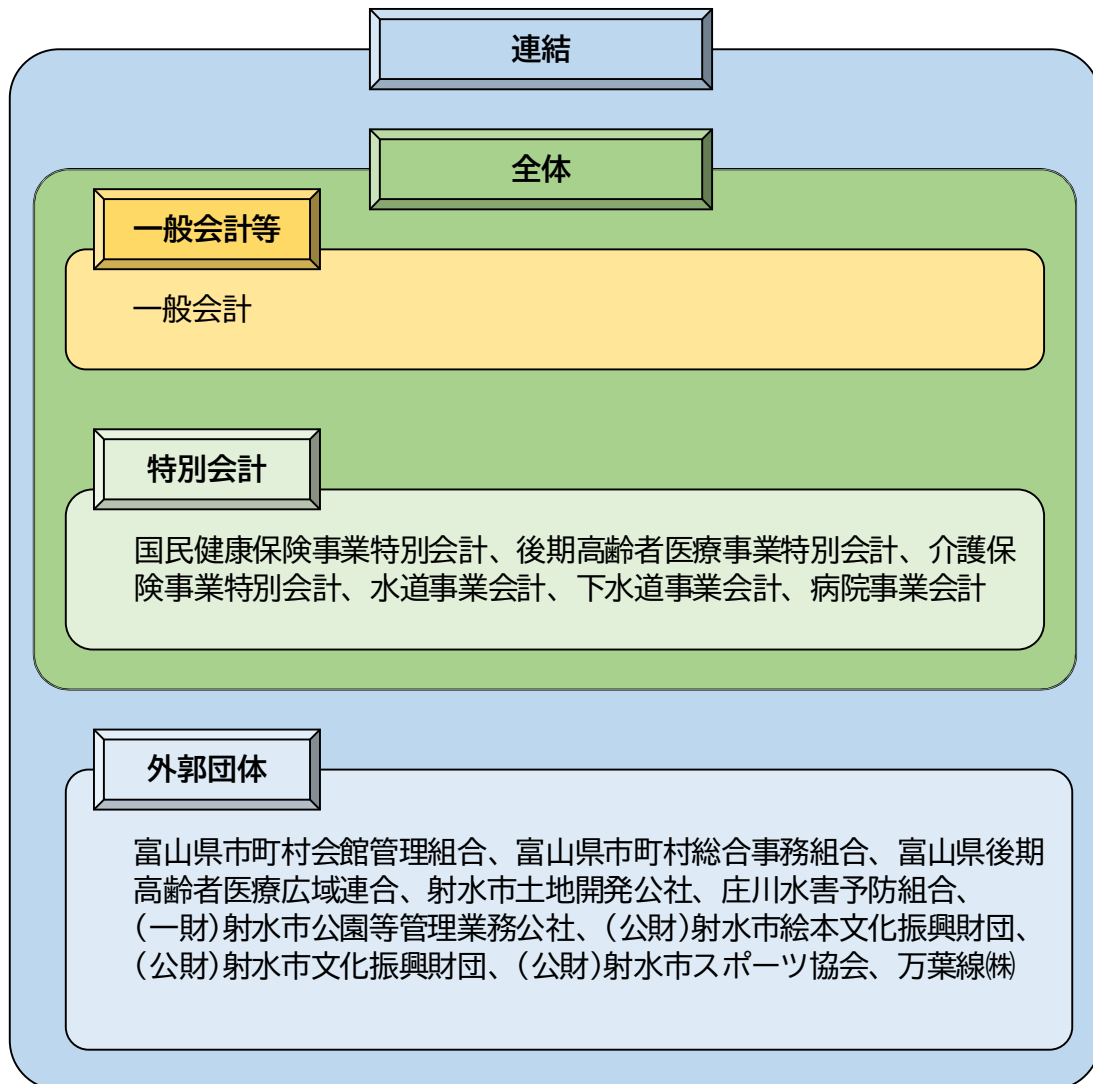 連結
全体
一般会計等
一般会計
特別会計
国民健康保険事業特別会計、後期高齢者医療事業特別会計、介護保
険事業特別会計、水道事業会計、下水道事業会計、病院事業会計
外郭団体
富山県市町村会館管理組合、富山県市町村総合事務組合、富山県後期
高齢者医療広域連合、射水市土地開発公社、庄川水害予防組合、
(一財)射水市公園等管理業務公社、(公財)射水市絵本文化振興財団、
(公財)射水市文化振興財団、(公財)射水市スポーツ協会、万葉線㈱